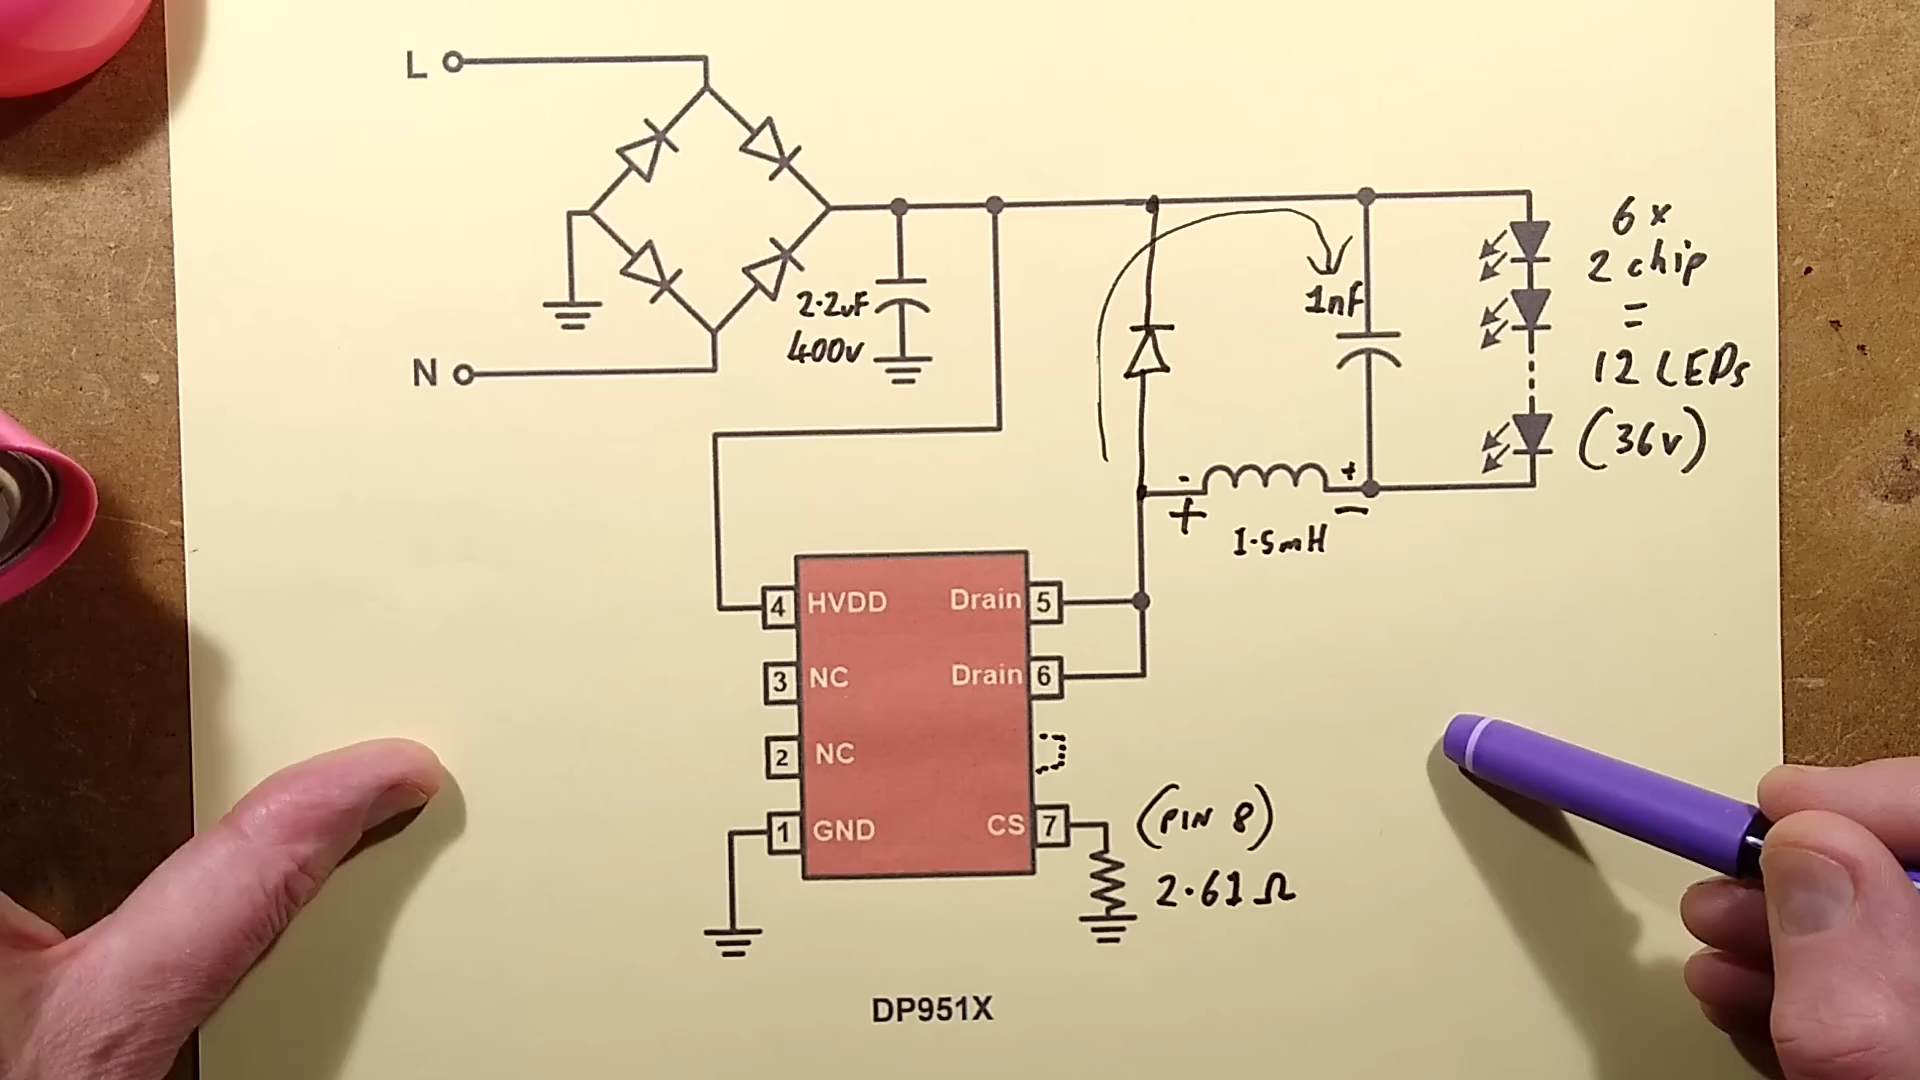 L
N
2.2uF
400v
1nF
6 x
2 chip
=
12 LEDs
(36v)
- +
+ -
1.5mH
4 HVDD Drain 5
3 NC Drain 6
2 NC
1 GND CS 7
(PIN 8)
2.61Ω
DP951X